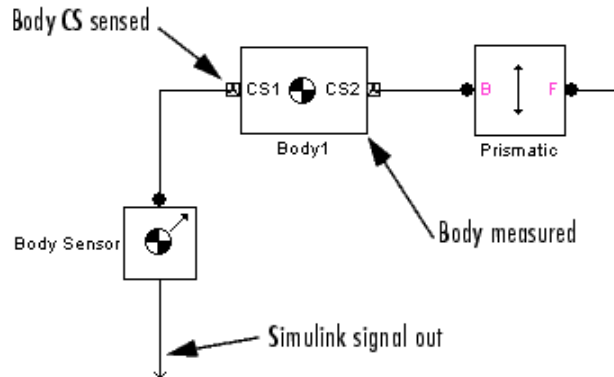 Body CS sensed
CS1
CS2
Body1
B
F
Prismatic
Body Sensor
Body measured
Simulink signal out